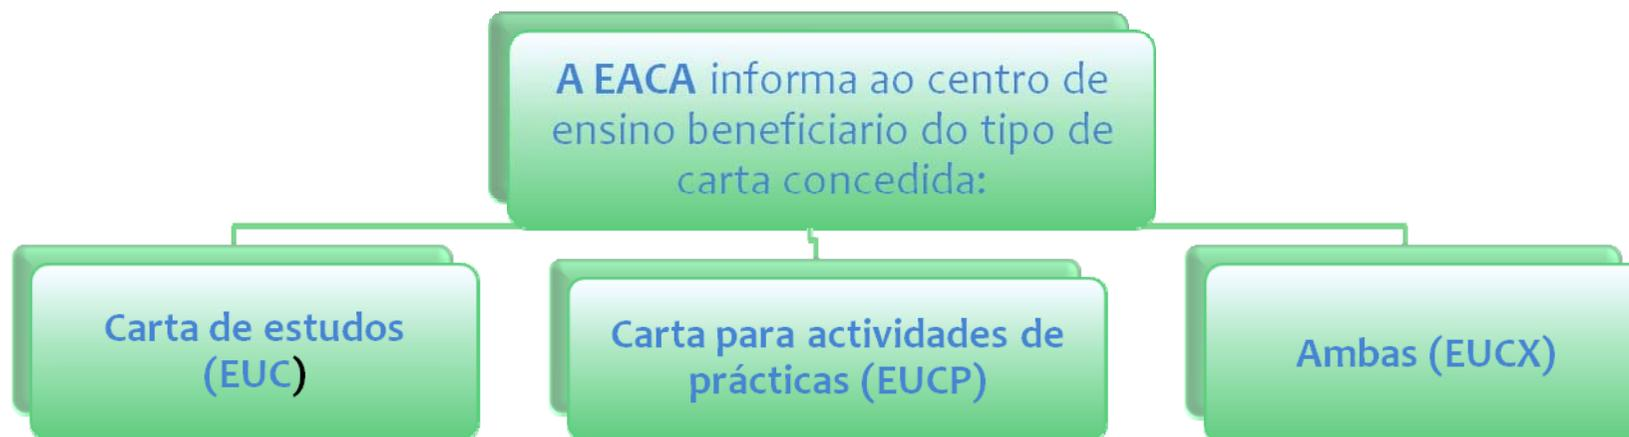 A EACA informa ao centro de
ensino beneficiario do tipo de
carta concedida:
Carta de estudos
(EUC)
Carta para actividades de
prácticas (EUCP)
Ambas (EUCX)